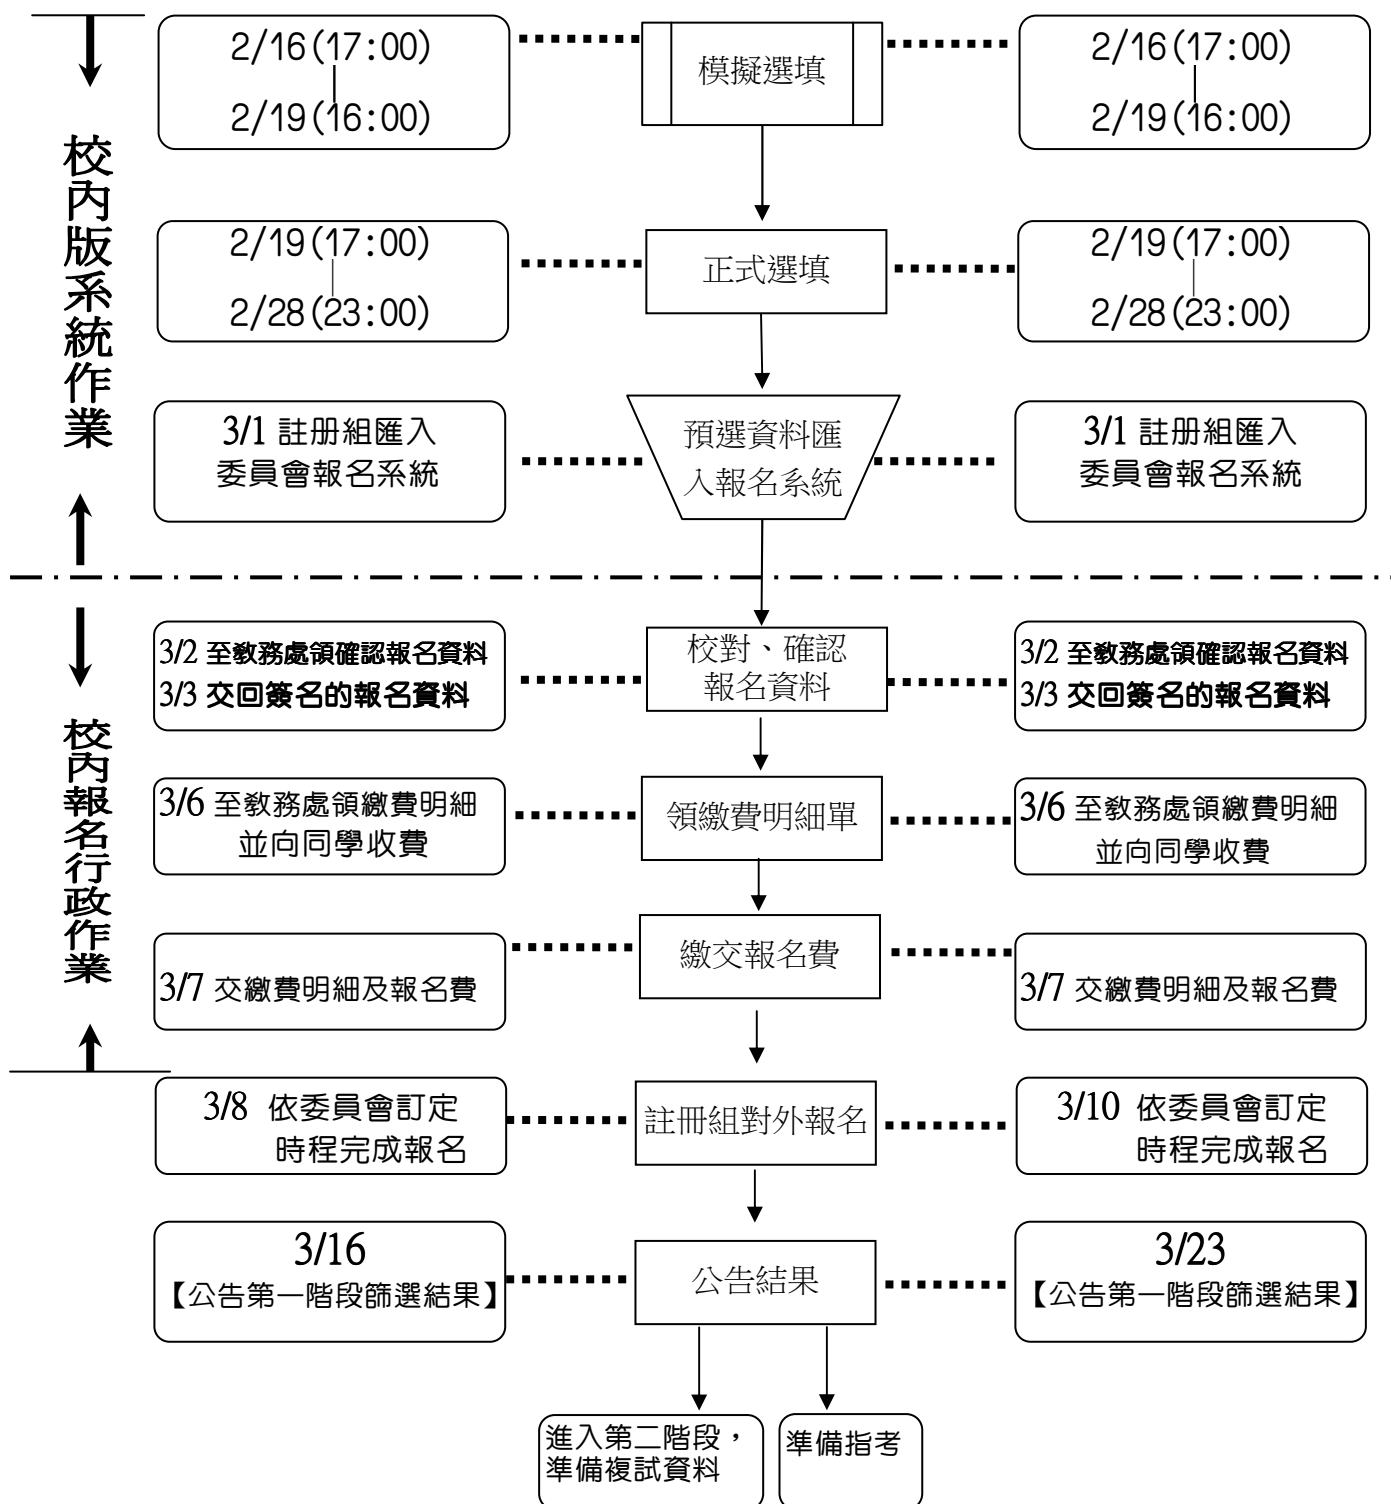 校內版系統作業
2/16(17:00)
2/19(16:00)
模擬選填
2/16(17:00)
2/19(16:00)
2/19(17:00)
2/28(23:00)
正式選填
2/19(17:00)
2/28(23:00)
3/1 註册組匯入
委員會報名系統
預選資料匯
入報名系統
3/1 註册組匯入
委員會報名系統
校內報名行政作業
3/2 至教務處領確認報名資料
3/3 交回簽名的報名資料
校對、確認
報名資料
3/2 至教務處領確認報名資料
3/3 交回簽名的報名資料
3/6 至教務處領繳費明細
並向同學收費
領繳費明細單
3/6 至教務處領繳費明細
並向同學收費
3/7 交繳費明細及報名費
繳交報名費
3/7 交繳費明細及報名費
3/8 依委員會訂定
時程完成報名
註冊組對外報名
3/10 依委員會訂定
時程完成報名
3/16
【公告第一階段篩選結果】
公告結果
3/23
【公告第一階段篩選結果】
進入第二階段，
準備複試資料
準備指考